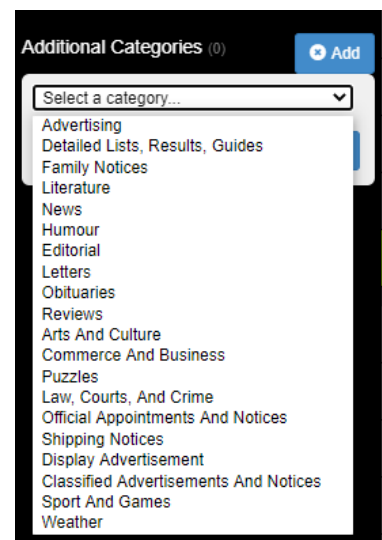 Additional Categories (0)
Add
Select a category...
Advertising
Detailed Lists, Results, Guides
Family Notices
Literature
News
Humour
Editorial
Letters
Obituaries
Reviews
Arts And Culture
Commerce And Business
Puzzles
Law, Courts, And Crime
Official Appointments And Notices
Shipping Notices
Display Advertisement
Classified Advertisements And Notices
Sport And Games
Weather